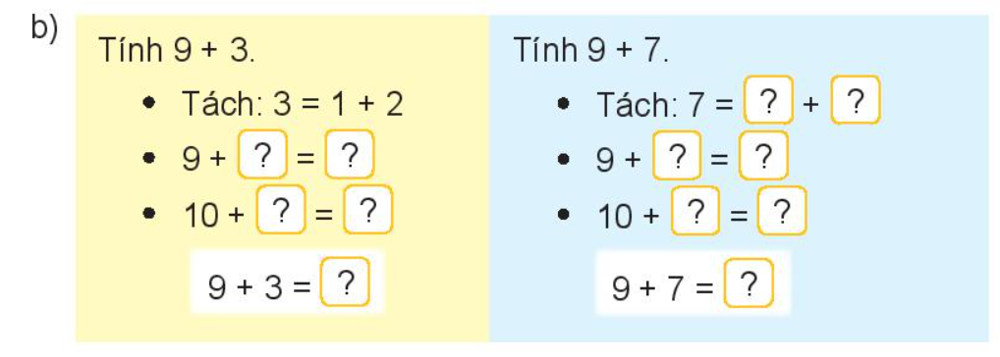 b)
Tính 9 + 3.
• Tách: 3 = 1 + 2
• 9 + ? = ?
• 10 + ? = ?
9 + 3 = ?
Tính 9 + 7.
• Tách: 7 = ? + ?
• 9 + ? = ?
• 10 + ? = ?
9 + 7 = ?